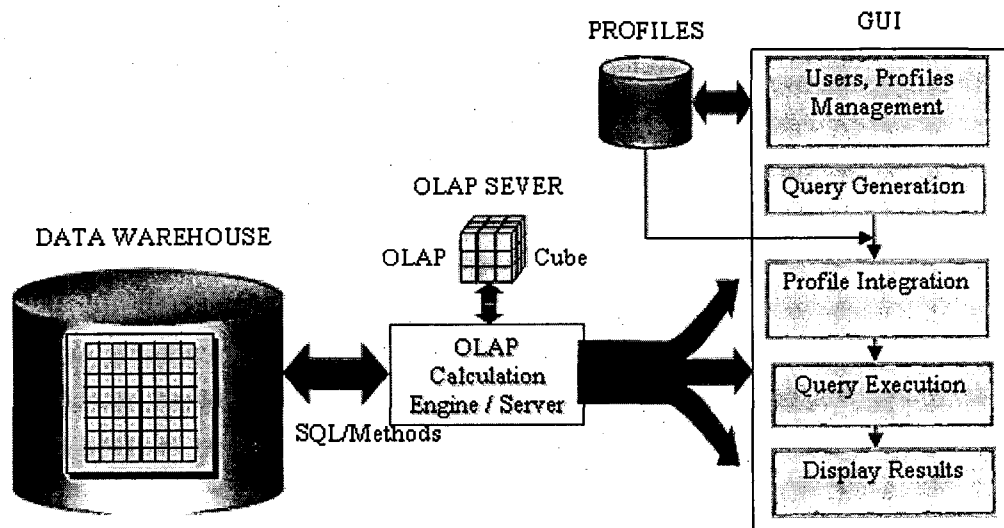 GUI
PROFILES
Users, Profiles
Management
Query Generation
OLAP SEVER
DATA WAREHOUSE
OLAP
Cube
Profile Integration
OLAP
Calculation
Engine / Server
Query Execution
SQL/Methods
Display Results